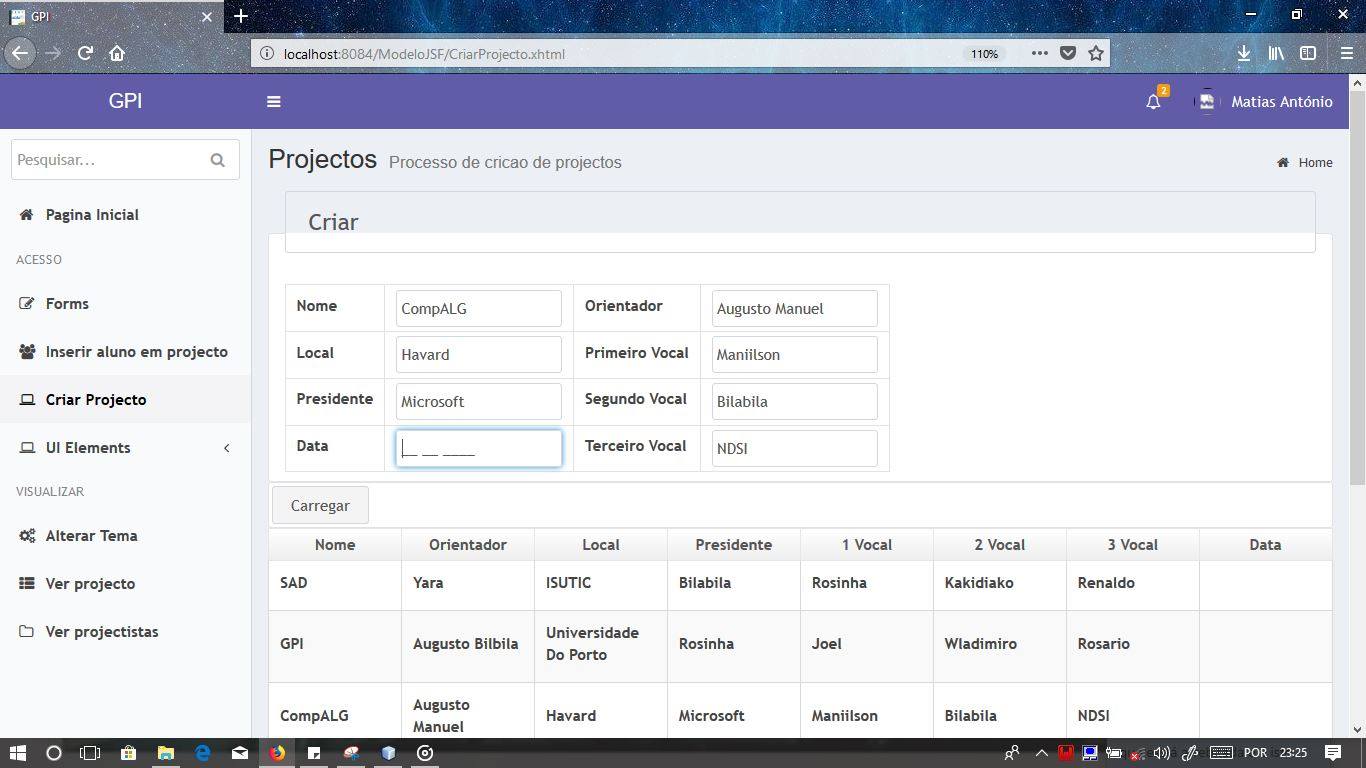 GPI
localhost:8084/ModeloJSF/CriarProjecto.xhtml
110%
GPI
2
Matias António
Pesquisar...
Projectos Processo de cricao de projectos
Home
Pagina Inicial
ACESSO
Forms
Inserir aluno em projecto
Criar Projecto
UI Elements
VISUALIZAR
Alterar Tema
Ver projecto
Ver projectistas
Criar
Nome CompALG Orientador Augusto Manuel
Local Havard Primeiro Vocal Maniilson
Presidente Microsoft Segundo Vocal Bilabila
Data __ __ ____ Terceiro Vocal NDSI
Carregar
Nome Orientador Local Presidente 1 Vocal 2 Vocal 3 Vocal Data
SAD Yara ISUTIC Bilabila Rosinha Kakidiako Renaldo
GPI Augusto Bilbila Universidade Do Porto Rosinha Joel Wladimiro Rosario
CompALG Augusto Manuel Havard Microsoft Maniilson Bilabila NDSI
POR 23:25